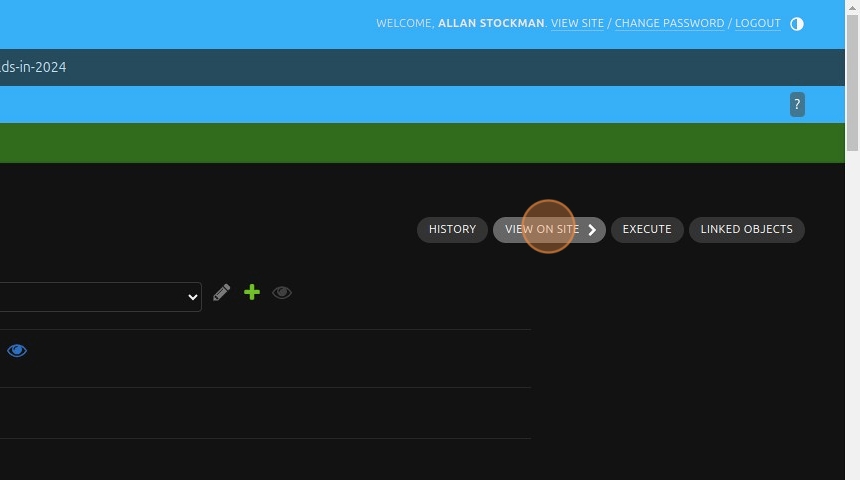 WELCOME, ALLAN STOCKMAN. VIEW SITE / CHANGE PASSWORD / LOGOUT
ds-in-2024
?
HISTORY VIEW ON SITE EXECUTE LINKED OBJECTS